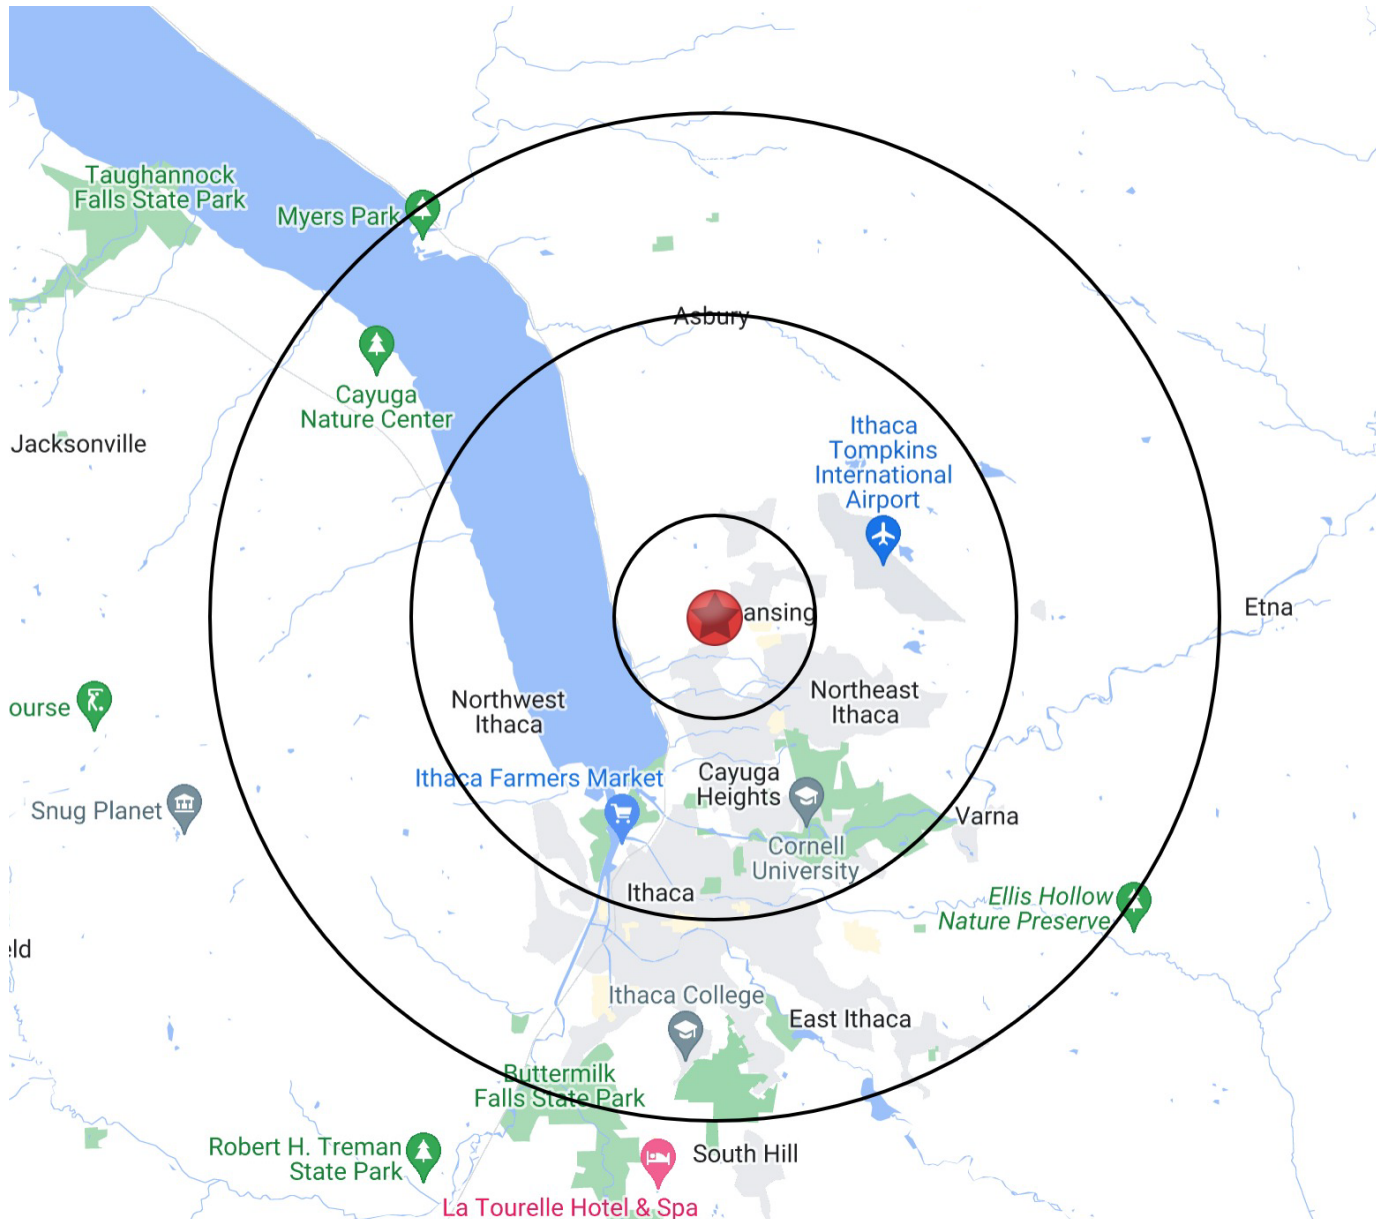 Taughannock
Falls State Park
Myers Park
Asbury
Cayuga
Nature Center
Jacksonville
Ithaca
Tompkins
International
Airport
ansing
Etna
Northwest
Ithaca
Northeast
Ithaca
ourse
Ithaca Farmers Market
Cayuga
Heights
Snug Planet
Varna
Cornell
University
Ithaca
Ellis Hollow
Nature Preserve
eld
Ithaca College
East Ithaca
Buttermilk
Falls State Park
Robert H. Treman
State Park
South Hill
La Tourelle Hotel & Spa